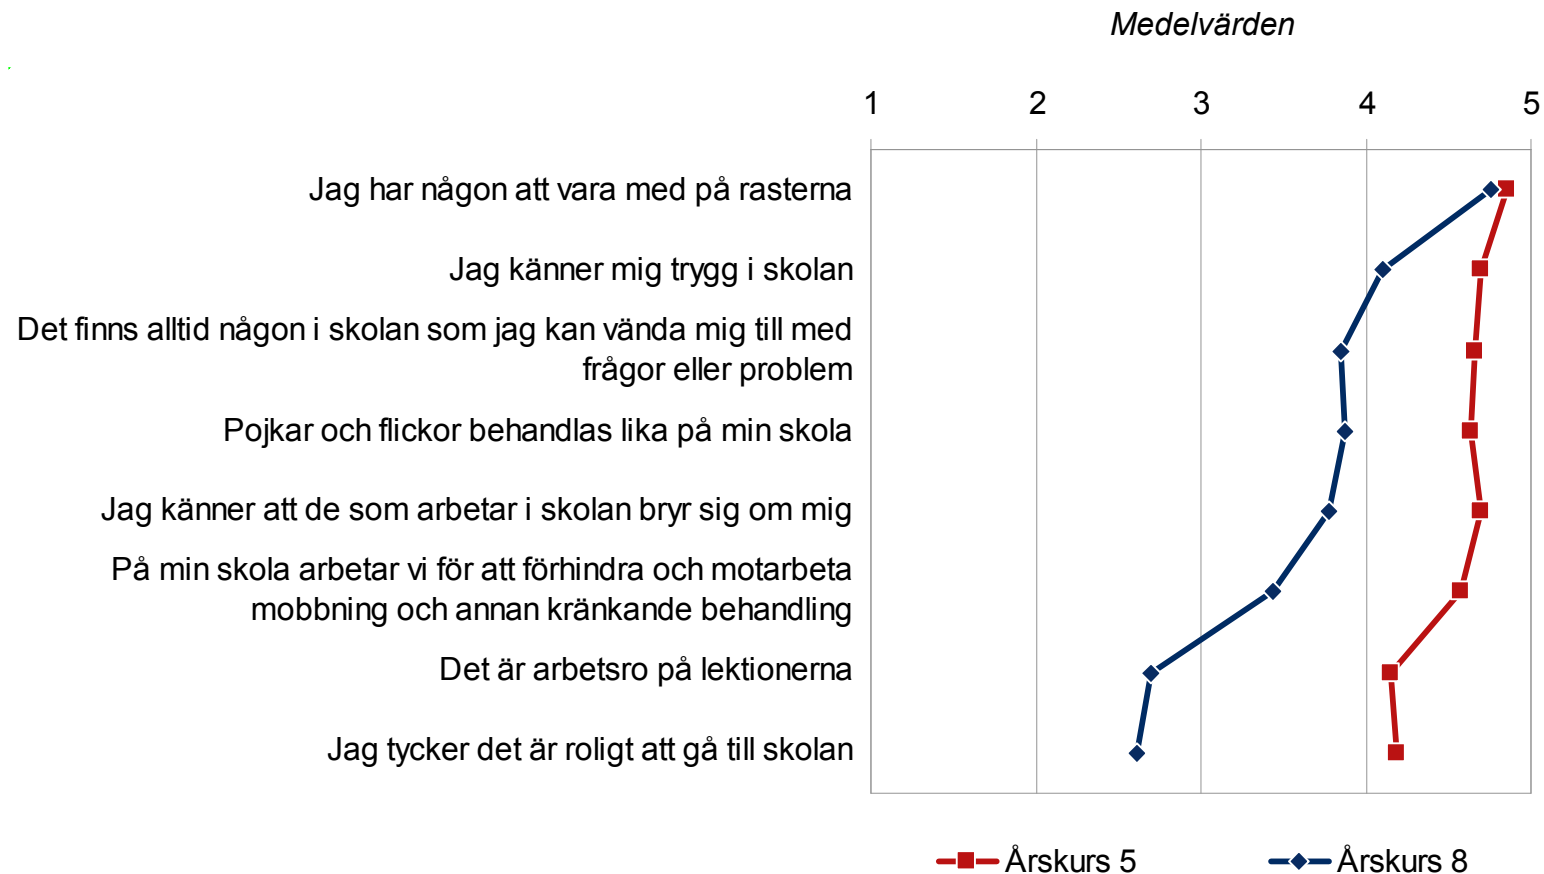 Medelvärden
1 2 3 4 5
Jag har någon att vara med på rasterna
Jag känner mig trygg i skolan
Det finns alltid någon i skolan som jag kan vända mig till med
frågor eller problem
Pojkar och flickor behandlas lika på min skola
Jag känner att de som arbetar i skolan bryr sig om mig
På min skola arbetar vi för att förhindra och motarbeta
mobbning och annan kränkande behandling
Det är arbetsro på lektionerna
Jag tycker det är roligt att gå till skolan
Årskurs 5 Årskurs 8